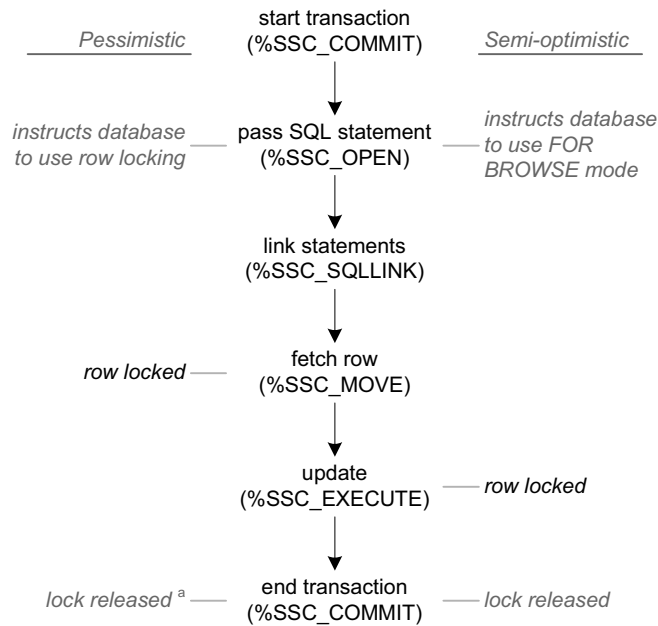 Pessimistic
start transaction
(%SSC_COMMIT)
Semi-optimistic
instructs database
to use row locking
pass SQL statement
(%SSC_OPEN)
instructs database
to use FOR
BROWSE mode
link statements
(%SSC_SQLLINK)
row locked
fetch row
(%SSC_MOVE)
update
(%SSC_EXECUTE)
row locked
lock released a
end transaction
(%SSC_COMMIT)
lock released